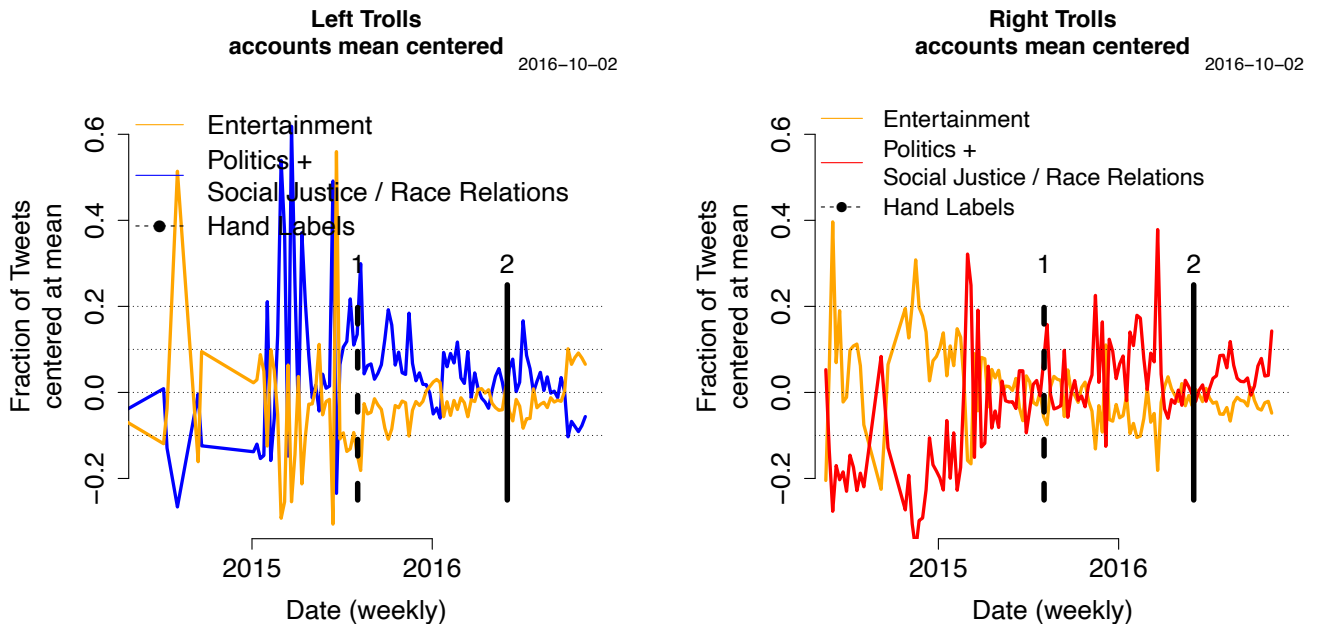 Left Trolls
accounts mean centered
2016−10−02
Entertainment
Politics +
Social Justice / Race Relations
Hand Labels
1
2
0.6
0.4
0.2
0.0
−0.2
Fraction of Tweets
centered at mean
2015
2016
Date (weekly)
Right Trolls
accounts mean centered
2016−10−02
Entertainment
Politics +
Social Justice / Race Relations
Hand Labels
1
2
0.6
0.4
0.2
0.0
−0.2
Fraction of Tweets
centered at mean
2015
2016
Date (weekly)